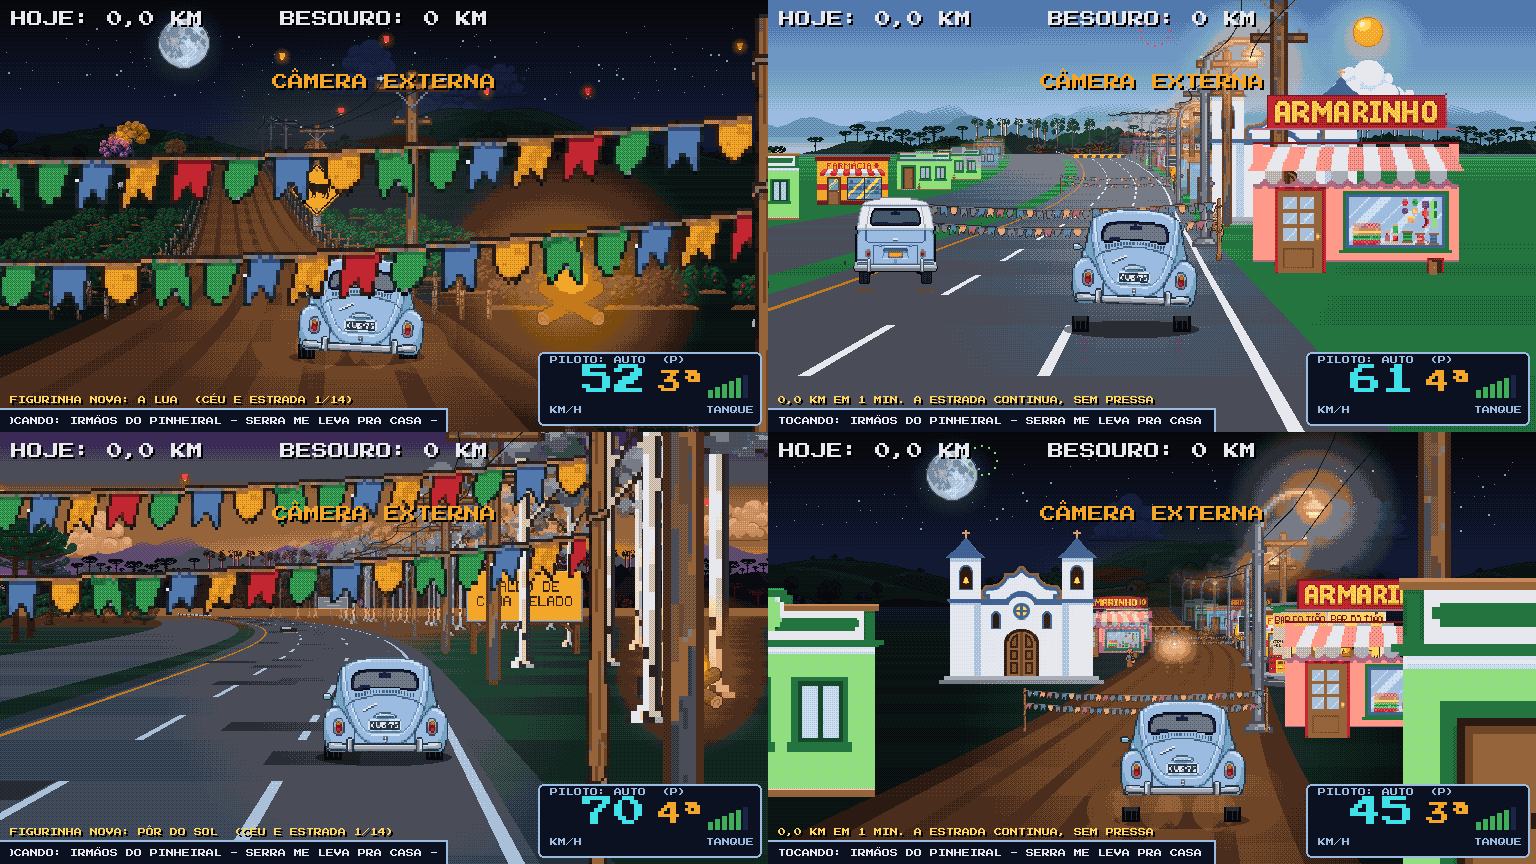 HOJE: 0,0 KM
BESOURO: 0 KM
CÂMERA EXTERNA
PILOTO: AUTO (P)
52 3ª
KM/H
TANQUE
FIGURINHA NOVA: A LUA (CÉU E ESTRADA 1/14)
CANDO: IRMÃOS DO PINHEIRAL - SERRA ME LEVA PRA CASA -
HOJE: 0,0 KM
BESOURO: 0 KM
CÂMERA EXTERNA
ARMARINHO
FARMÁCIA
PILOTO: AUTO (P)
61 4ª
KM/H
TANQUE
0,0 KM EM 1 MIN. A ESTRADA CONTINUA, SEM PRESSA
TOCANDO: IRMÃOS DO PINHEIRAL - SERRA ME LEVA PRA CASA
HOJE: 0,0 KM
BESOURO: 0 KM
CÂMERA EXTERNA
PILOTO: AUTO (P)
70 4ª
KM/H
TANQUE
FIGURINHA NOVA: PÔR DO SOL (CÉU E ESTRADA 1/14)
CANDO: IRMÃOS DO PINHEIRAL - SERRA ME LEVA PRA CASA -
HOJE: 0,0 KM
BESOURO: 0 KM
CÂMERA EXTERNA
ARMARI
ARMARINHO
PILOTO: AUTO (P)
45 3ª
KM/H
TANQUE
0,0 KM EM 1 MIN. A ESTRADA CONTINUA, SEM PRESSA
TOCANDO: IRMÃOS DO PINHEIRAL - SERRA ME LEVA PRA CASA